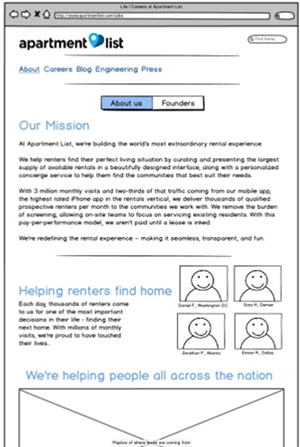 Life | Careers at Apartment List
http://www.apartmentlist.com/jobs
apartment list
Find home...
About Careers Blog Engineering Press
About us
Founders
Our Mission
At Apartment List, we're building the world's most extraordinary rental experience.
We help renters find their perfect living situation by curating and presenting the largest
supply of available rentals in a beautifully designed interface, along with a personalized
concierge service to help them find the communities that best suit their needs.
With 3 million monthly visits and two-thirds of that traffic coming from our mobile app,
the highest rated iPhone app in the rentals vertical, we deliver thousands of qualified
prospective renters per month to the communities we work with. We remove the burden
of screening, allowing on-site teams to focus on servicing existing residents. With this
pay-per-performance model, we aren't paid until a lease is inked.
We're redefining the rental experience – making it seamless, transparent, and fun.
Helping renters find home
Each day, thousands of renters come
to us for one of the most important
decisions in their life - finding their
next home. With millions of monthly
visits, we're proud to have touched
their lives..
Daniel F., Washington DC
Denver
Jonathan P., Atlanta
Dallas
We're helping people all across the nation
Mapbox of where leads are coming from